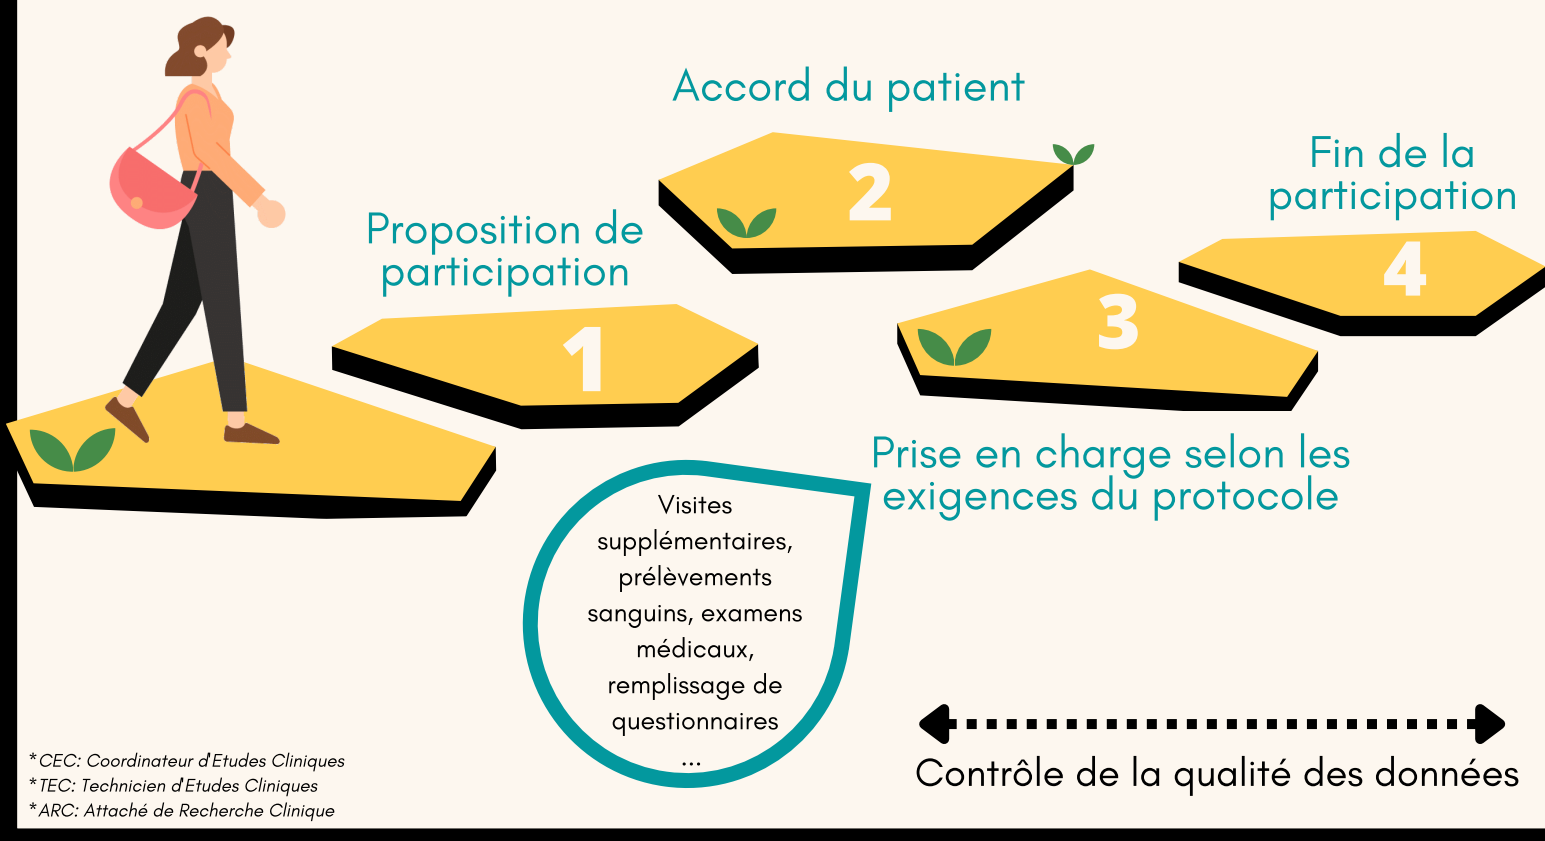 Proposition de
participation
1
Accord du patient
2
3
Prise en charge selon les
exigences du protocole
Visites
supplémentaires,
prélèvements
sanguins, examens
médicaux,
remplissage de
questionnaires
...
Fin de la
participation
4
Contrôle de la qualité des données
*CEC: Coordinateur d'Etudes Cliniques
*TEC: Technicien d'Etudes Cliniques
*ARC: Attaché de Recherche Clinique